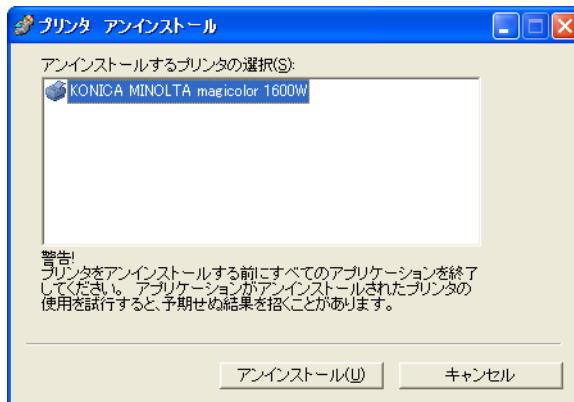 プリンタ アンインストール
アンインストールするプリンタの選択(S):
KONICA MINOLTA magicolor 1600W
警告!
プリンタをアンインストールする前にすべてのアプリケーションを終了
してください。 アプリケーションがアンインストールされたプリンタの
使用を試行すると、予期せぬ結果を招くことがあります。
アンインストール(U)
キャンセル